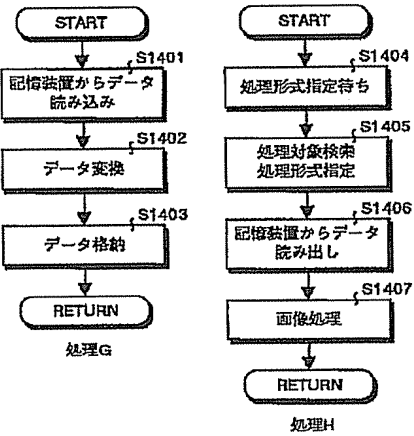 START
S1401
記憶装置からデータ
読み込み
S1402
データ変換
S1403
データ格納
RETURN
処理G
START
S1404
処理形式指定待ち
S1405
処理対象検索
処理形式指定
S1406
記憶装置からデータ
読み出し
S1407
画像処理
RETURN
処理H